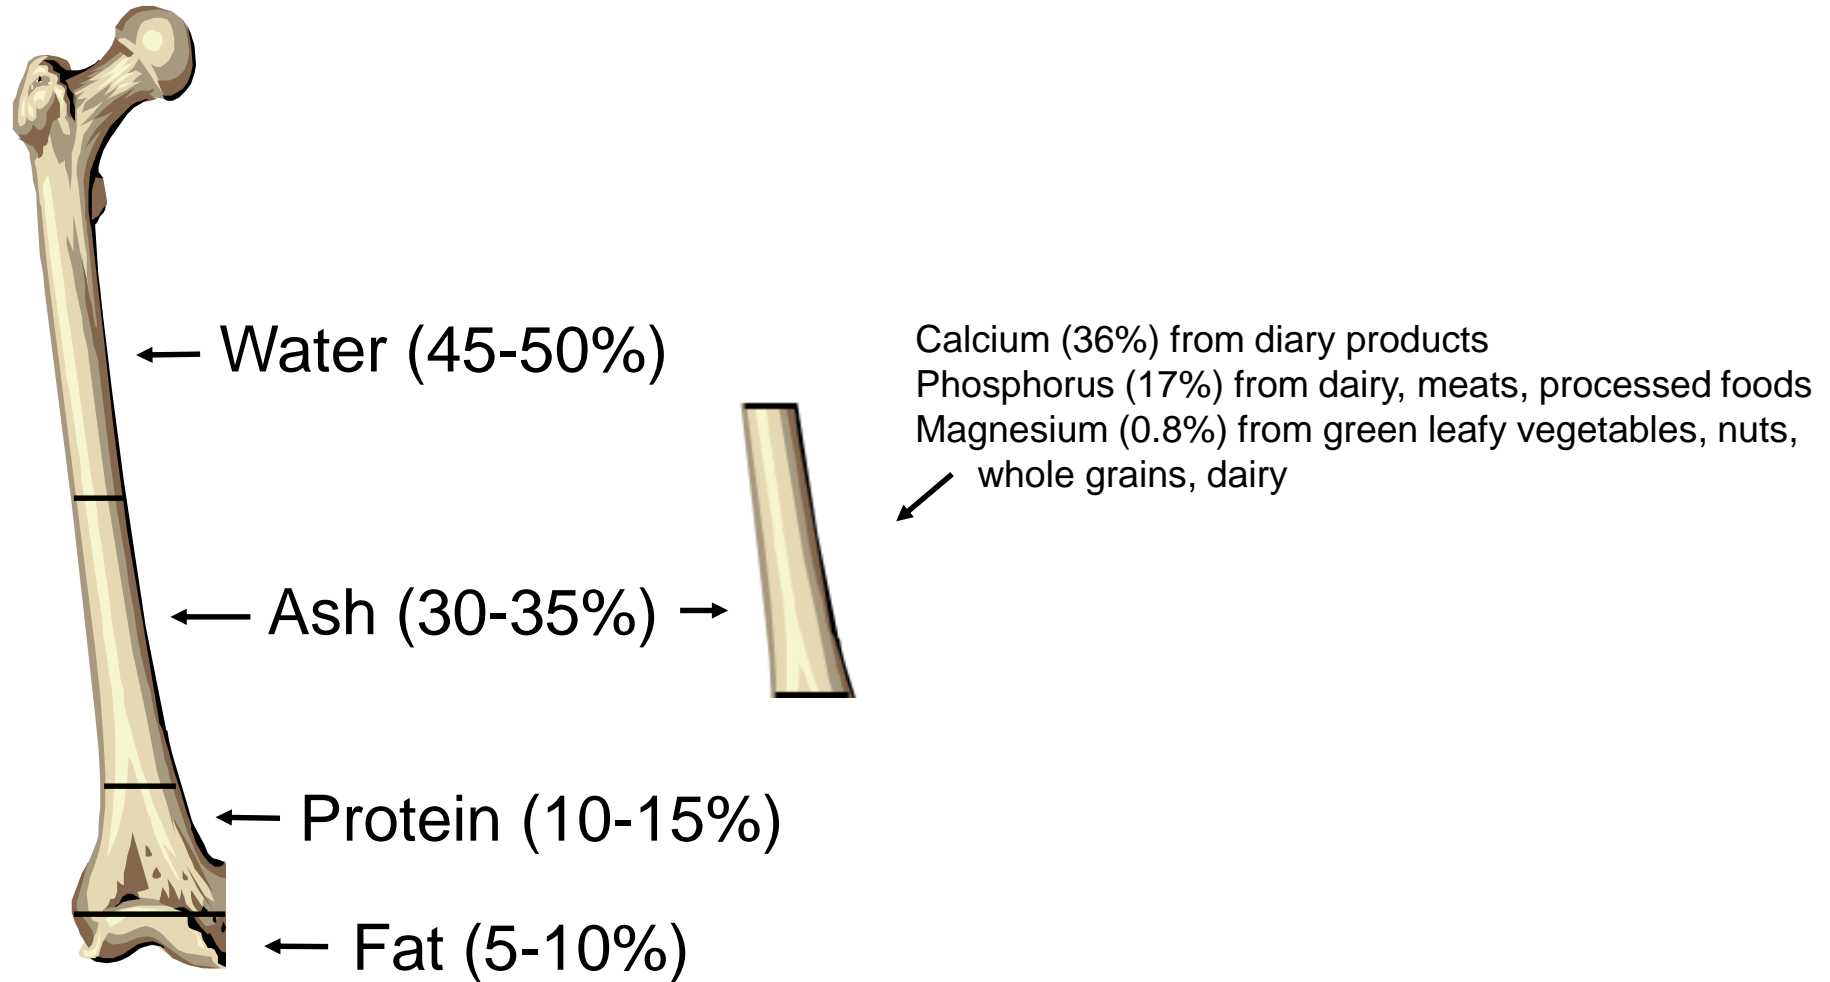 Water (45-50%)
Calcium (36%) from diary products
Phosphorus (17%) from dairy, meats, processed foods
Magnesium (0.8%) from green leafy vegetables, nuts,
whole grains, dairy
Ash (30-35%)
Protein (10-15%)
Fat (5-10%)